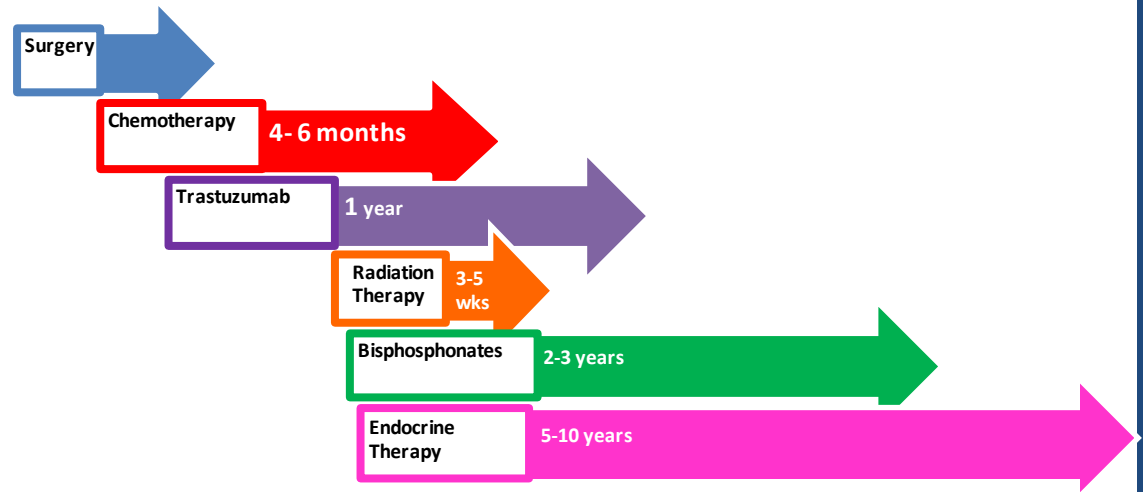 Surgery
Chemotherapy
4- 6 months
Trastuzumab
1 year
Radiation
Therapy
3-5
wks
Bisphosphonates
2-3 years
Endocrine
Therapy
5-10 years